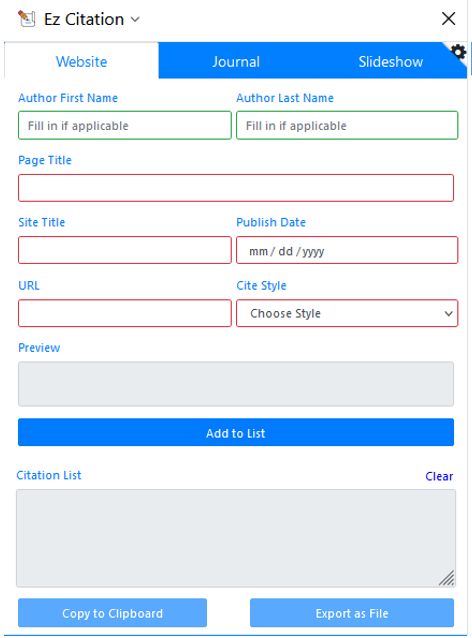 Ez Citation
Website Journal Slideshow
Author First Name Author Last Name
Fill in if applicable Fill in if applicable
Page Title
Site Title Publish Date
mm / dd / yyyy
URL Cite Style
Choose Style
Preview
Add to List
Citation List Clear
Copy to Clipboard Export as File